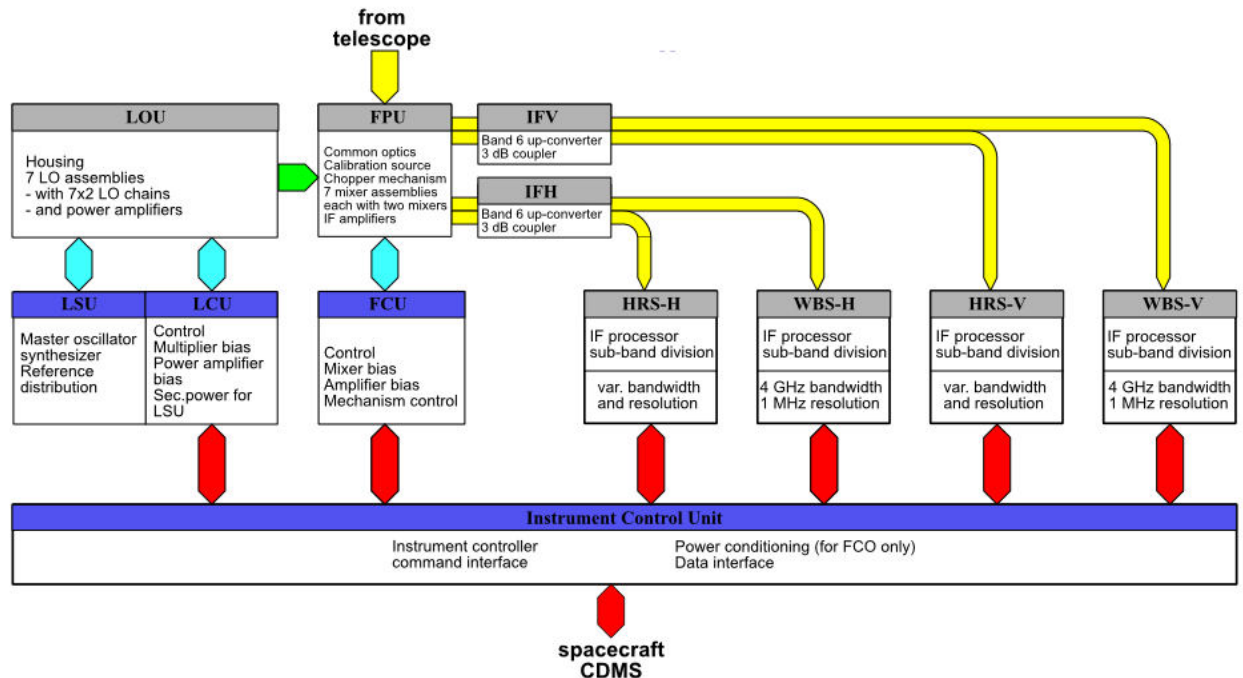 from
telescope
LOU
Housing
7 LO assemblies
- with 7x2 LO chains
- and power amplifiers
FPU
Common optics
Calibration source
Chopper mechanism
7 mixer assemblies
each with two mixers
IF amplifiers
IFV
Band 6 up-converter
3 dB coupler
IFH
Band 6 up-converter
3 dB coupler
LSU
Master oscillator
synthesizer
Reference
distribution
LCU
Control
Multiplier bias
Power amplifier
bias
Sec.power for
LSU
FCU
Control
Mixer bias
Amplifier bias
Mechanism control
HRS-H
IF processor
sub-band division
var. bandwidth
and resolution
WBS-H
IF processor
sub-band division
4 GHz bandwidth
1 MHz resolution
HRS-V
IF processor
sub-band division
var. bandwidth
and resolution
WBS-V
IF processor
sub-band division
4 GHz bandwidth
1 MHz resolution
Instrument Control Unit
Instrument controller
command interface
Power conditioning (for FCO only)
Data interface
spacecraft
CDMS